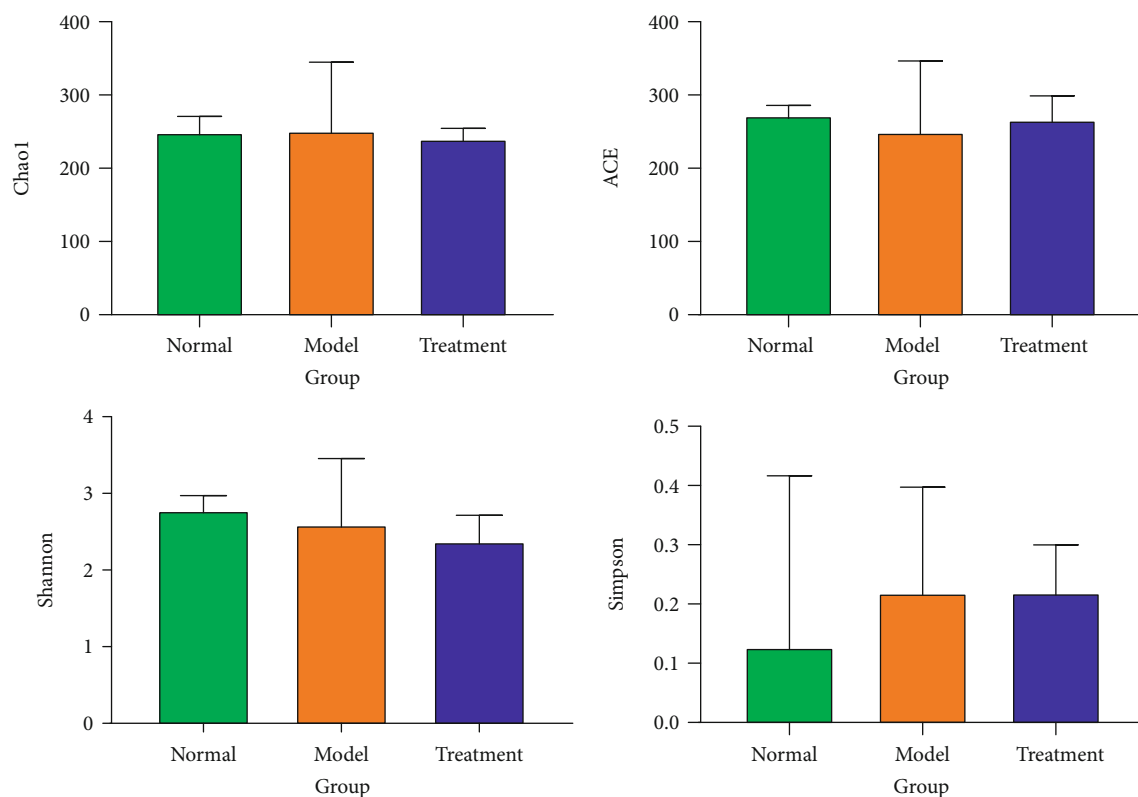 400
300
200
100
0
Chao1
Normal Model Treatment
Group
400
300
200
100
0
ACE
Normal Model Treatment
Group
4
3
2
1
0
Shannon
Normal Model Treatment
Group
0.5
0.4
0.3
0.2
0.1
0.0
Simpson
Normal Model Treatment
Group